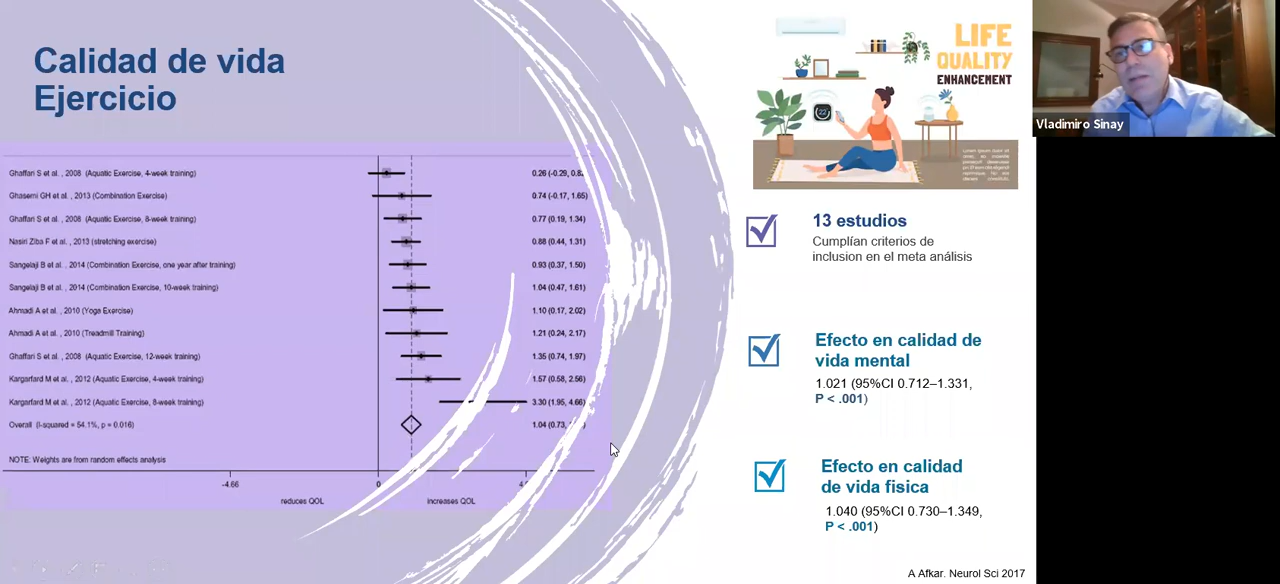 Calidad de vida
Ejercicio
Ghaffari S et al. , 2008 (Aquatic Exercise, 4-week training) 0.26 (-0.29, 0.8
Ghasemi GH et al. , 2013 (Combination Exercise) 0.74 (-0.17, 1.65)
Ghaffari S et al. , 2008 (Aquatic Exercise, 8-week training) 0.77 (0.19, 1.34)
Nasiri Ziba F et al. , 2013 (stretching exercise) 0.88 (0.44, 1.31)
Sangelaji B et al. , 2014 (Combination Exercise, one year after training) 0.93 (0.37, 1.50)
Sangelaji B et al. , 2014 (Combination Exercise, 10-week training) 1.04 (0.47, 1.61)
Ahmadi A et al. , 2010 (Yoga Exercise) 1.10 (0.17, 2.02)
Ahmadi A et al. , 2010 (Treadmill Training) 1.21 (0.24, 2.17)
Ghaffari S et al. , 2008 (Aquatic Exercise, 12-week training) 1.35 (0.74, 1.97)
Kargarfard M et al. , 2012 (Aquatic Exercise, 4-week training) 1.57 (0.58, 2.56)
Kargarfard M et al. , 2012 (Aquatic Exercise, 8-week training) 3.30 (1.95, 4.66)
Overall (I-squared = 54.1%, p = 0.016) 1.04 (0.73,
NOTE: Weights are from random effects analysis
-4.66 0 4
reduces QOL increases QOL
LIFE
QUALITY
ENHANCEMENT
22
13 estudios
Cumplían criterios de
inclusion en el meta análisis
Efecto en calidad de
vida mental
1.021 (95%CI 0.712–1.331,
P < .001)
Efecto en calidad
de vida fisica
1.040 (95%CI 0.730–1.349,
P < .001)
A Afkar. Neurol Sci 2017
Vladimiro Sinay